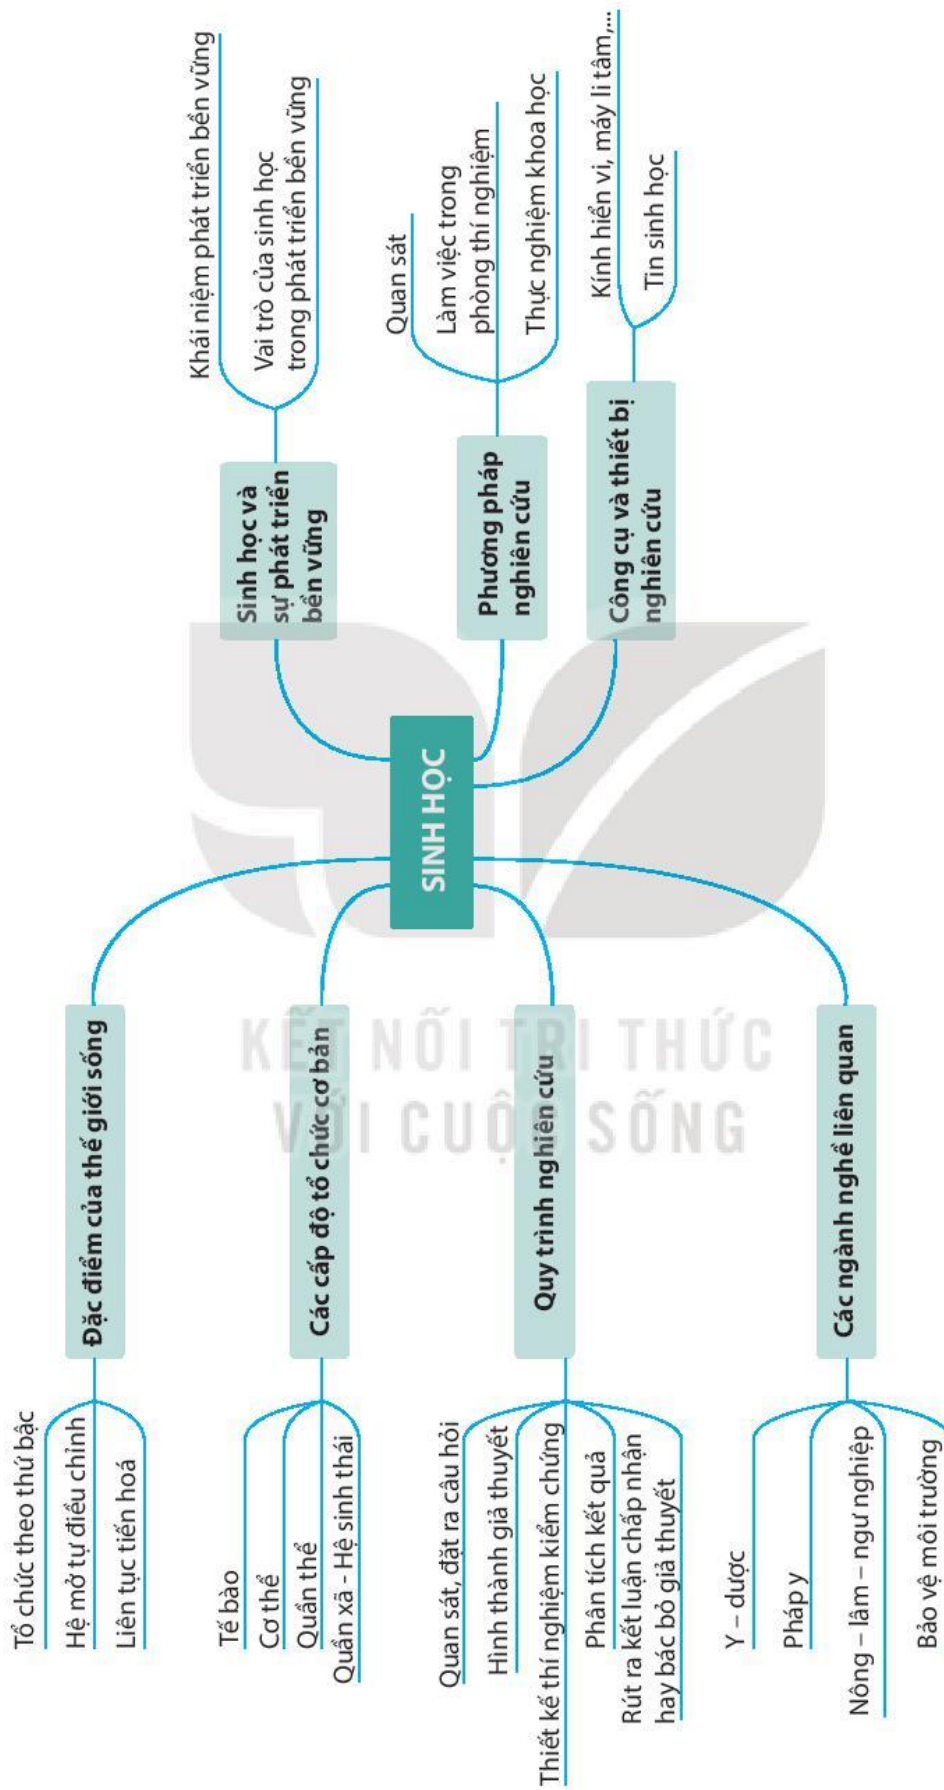 Tổ chức theo thứ bậc
Hệ mở tự điều chỉnh
Liên tục tiến hoá
Đặc điểm của thế giới sống
Tế bào
Cơ thể
Quần thể
Quần xã - Hệ sinh thái
Các cấp độ tổ chức cơ bản
Quan sát, đặt ra câu hỏi
Hình thành giả thuyết
Thiết kế thí nghiệm kiểm chứng
Phân tích kết quả
Rút ra kết luận chấp nhận
hay bác bỏ giả thuyết
Quy trình nghiên cứu
Y – dược
Pháp y
Nông – lâm – ngư nghiệp
Bảo vệ môi trường
Các ngành nghề liên quan
SINH HỌC
Sinh học và
sự phát triển
bền vững
Khái niệm phát triển bền vững
Vai trò của sinh học
trong phát triển bền vững
Phương pháp
nghiên cứu
Quan sát
Làm việc trong
phòng thí nghiệm
Thực nghiệm khoa học
Công cụ và thiết bị
nghiên cứu
Kính hiển vi, máy li tâm,...
Tin sinh học
KẾT NỐI TRI THỨC
VỚI CUỘC SỐNG